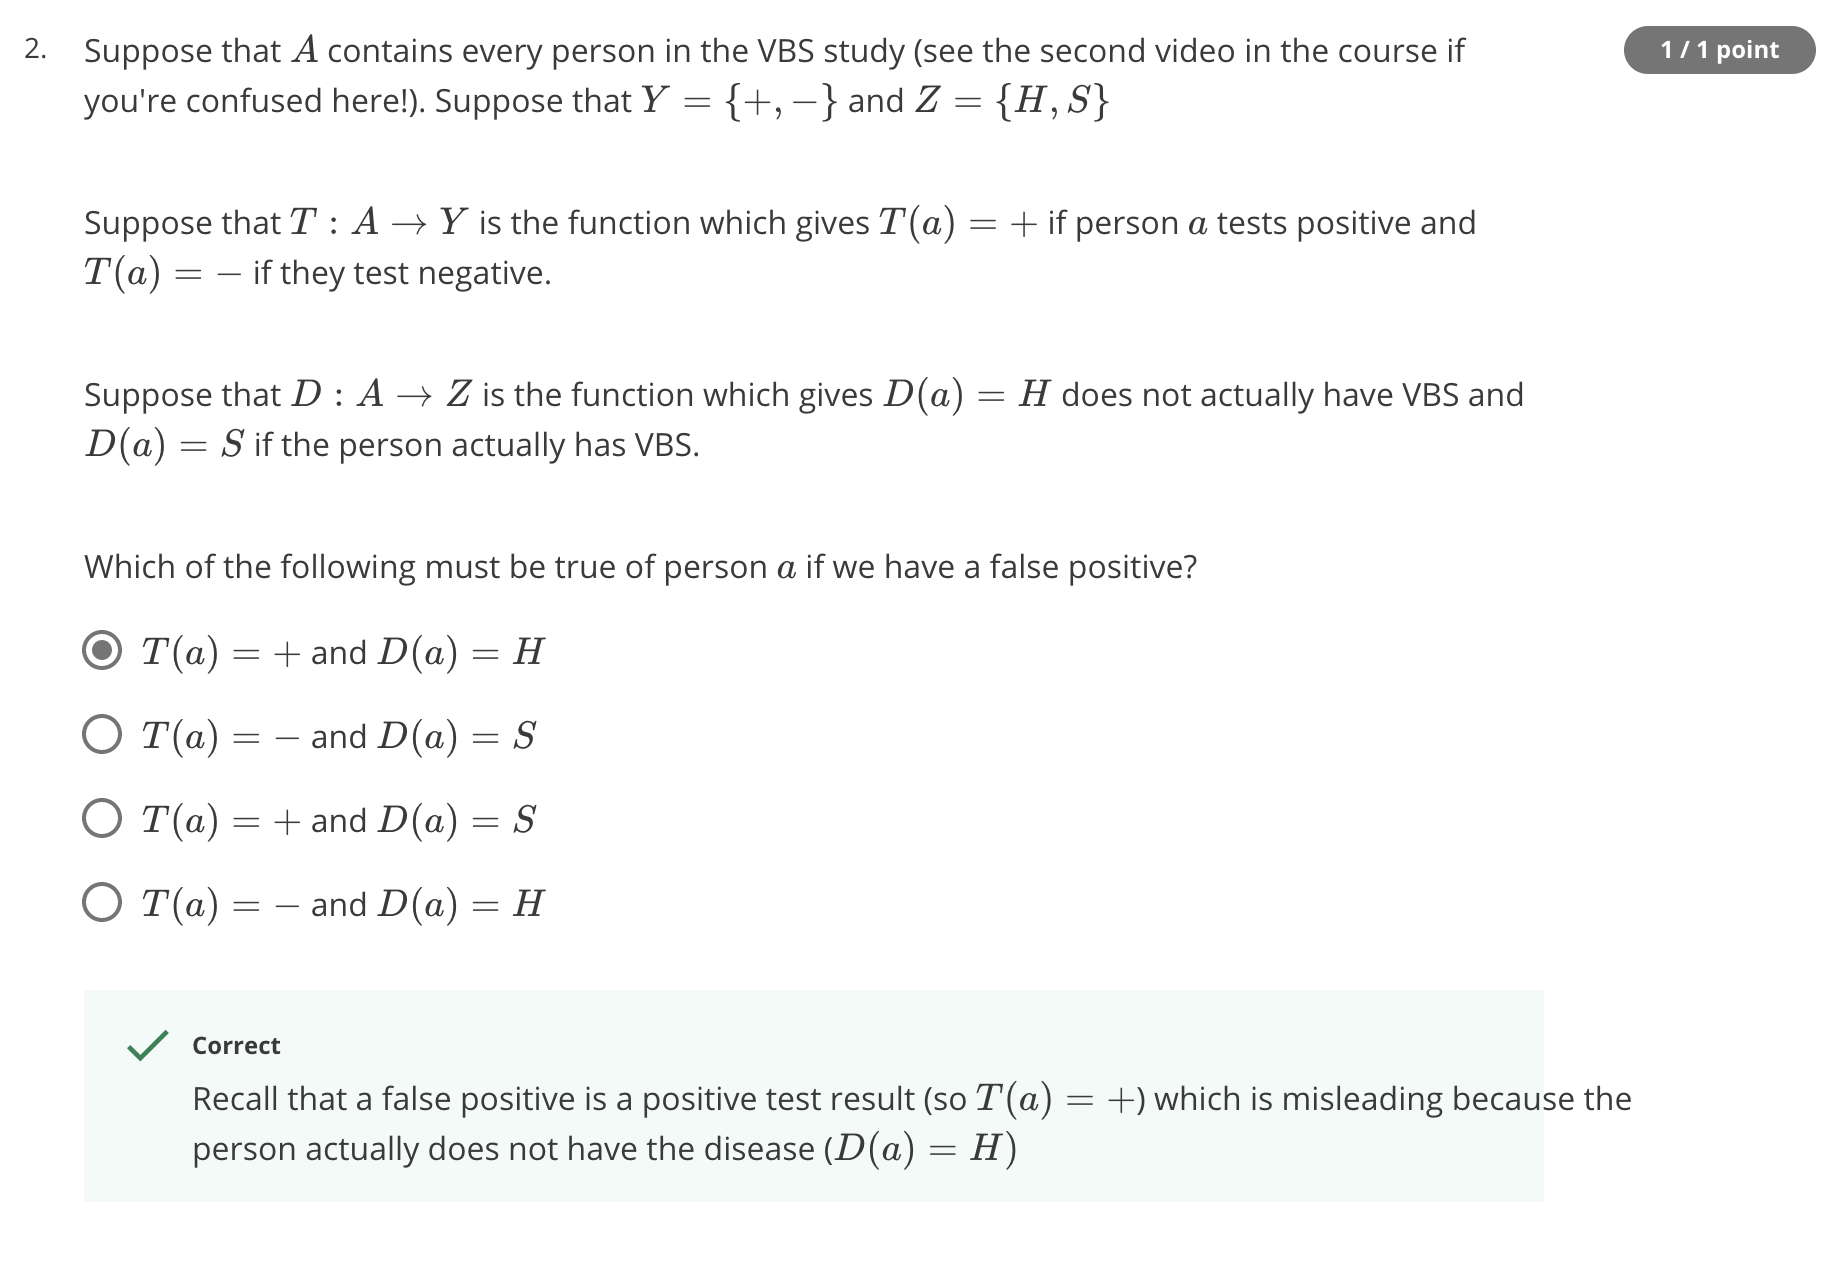 2. Suppose that A contains every person in the VBS study (see the second video in the course if
1 / 1 point
you're confused here!). Suppose that Y = {+, −} and Z = {H, S}
Suppose that T : A → Y is the function which gives T(a) = + if person a tests positive and
T(a) = − if they test negative.
Suppose that D : A → Z is the function which gives D(a) = H does not actually have VBS and
D(a) = S if the person actually has VBS.
Which of the following must be true of person a if we have a false positive?
T(a) = + and D(a) = H
T(a) = − and D(a) = S
T(a) = + and D(a) = S
T(a) = − and D(a) = H
Correct
Recall that a false positive is a positive test result (so T(a) = +) which is misleading because the
person actually does not have the disease (D(a) = H)